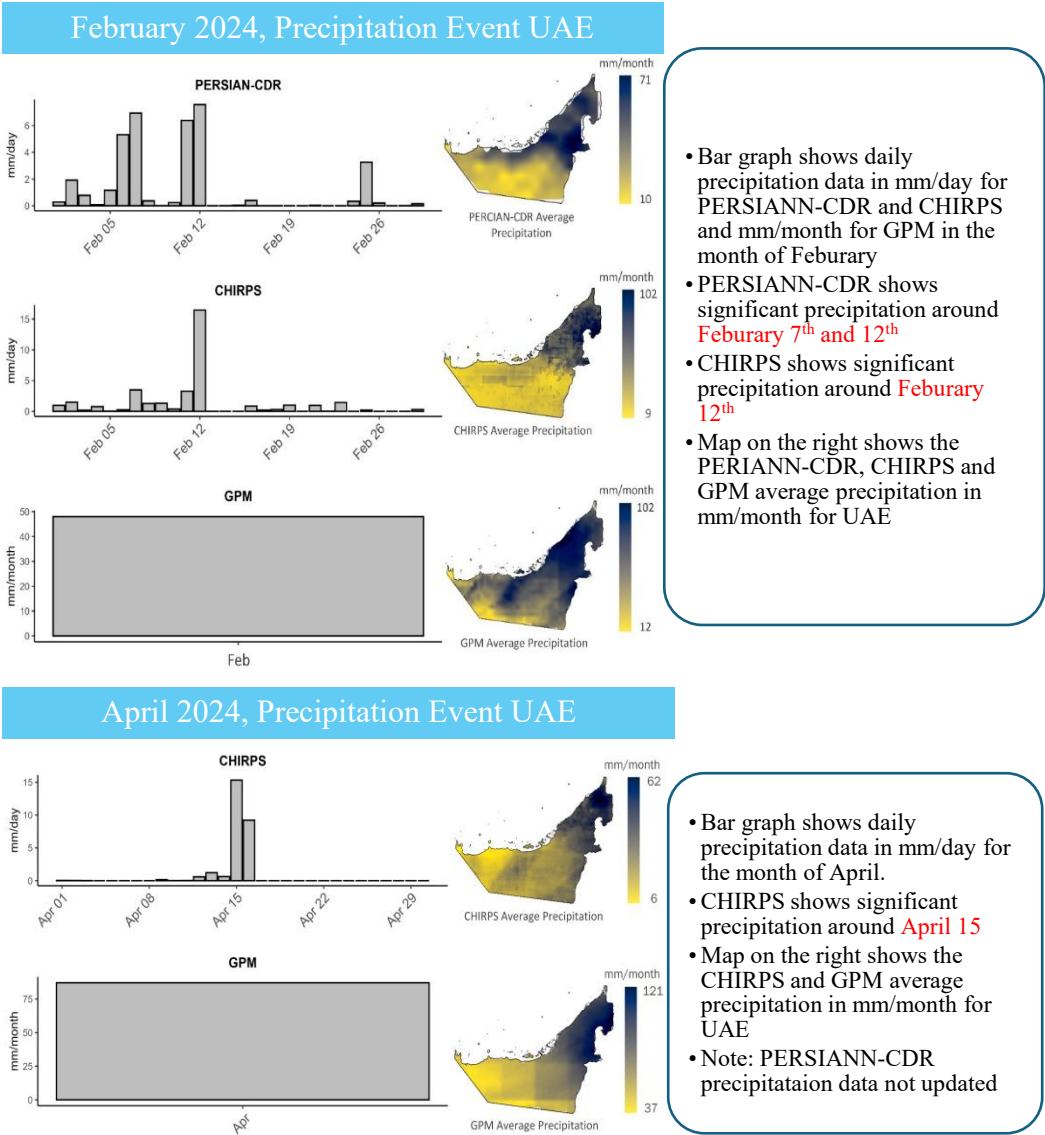 February 2024, Precipitation Event UAE
PERSIAN-CDR
mm/day
6
4
2
0
Feb 05
Feb 12
Feb 19
Feb 26
mm/month
71
10
PERCIAN-CDR Average
Precipitation
CHIRPS
mm/day
15
10
5
0
Feb 05
Feb 12
Feb 19
Feb 26
mm/month
102
9
CHIRPS Average Precipitation
GPM
mm/month
50
40
30
20
10
0
Feb
mm/month
102
12
GPM Average Precipitation
• Bar graph shows daily
precipitation data in mm/day for
PERSIANN-CDR and CHIRPS
and mm/month for GPM in the
month of Feburary
• PERSIANN-CDR shows
significant precipitation around
Feburary 7th and 12th
• CHIRPS shows significant
precipitation around Feburary
12th
• Map on the right shows the
PERIANN-CDR, CHIRPS and
GPM average precipitation in
mm/month for UAE
April 2024, Precipitation Event UAE
CHIRPS
mm/day
15
10
5
0
Apr 01
Apr 08
Apr 15
Apr 22
Apr 29
mm/month
62
6
CHIRPS Average Precipitation
GPM
mm/month
75
50
25
0
Apr
mm/month
121
37
GPM Average Precipitation
• Bar graph shows daily
precipitation data in mm/day for
the month of April.
• CHIRPS shows significant
precipitation around April 15
• Map on the right shows the
CHIRPS and GPM average
precipitation in mm/month for
UAE
• Note: PERSIANN-CDR
precipitataion data not updated